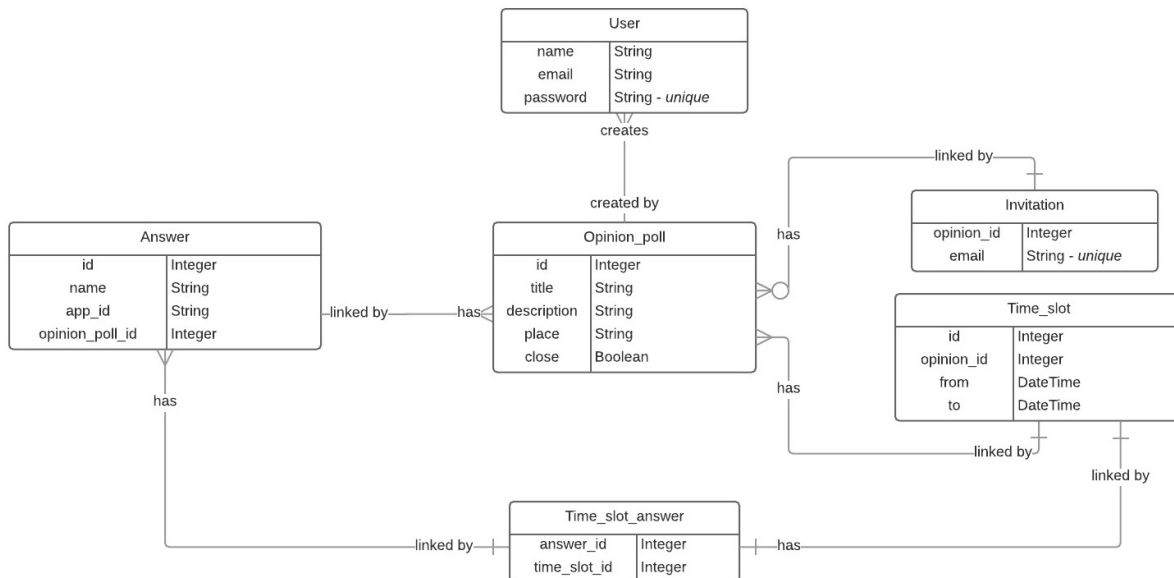 User
name String
email String
password String - unique
creates
created by
linked by
has
Invitation
opinion_id Integer
email String - unique
Answer
id Integer
name String
app_id String
opinion_poll_id Integer
linked by
has
Opinion_poll
id Integer
title String
description String
place String
close Boolean
Time_slot
id Integer
opinion_id Integer
from DateTime
to DateTime
has
linked by
has
linked by
linked by
has
Time_slot_answer
answer_id Integer
time_slot_id Integer